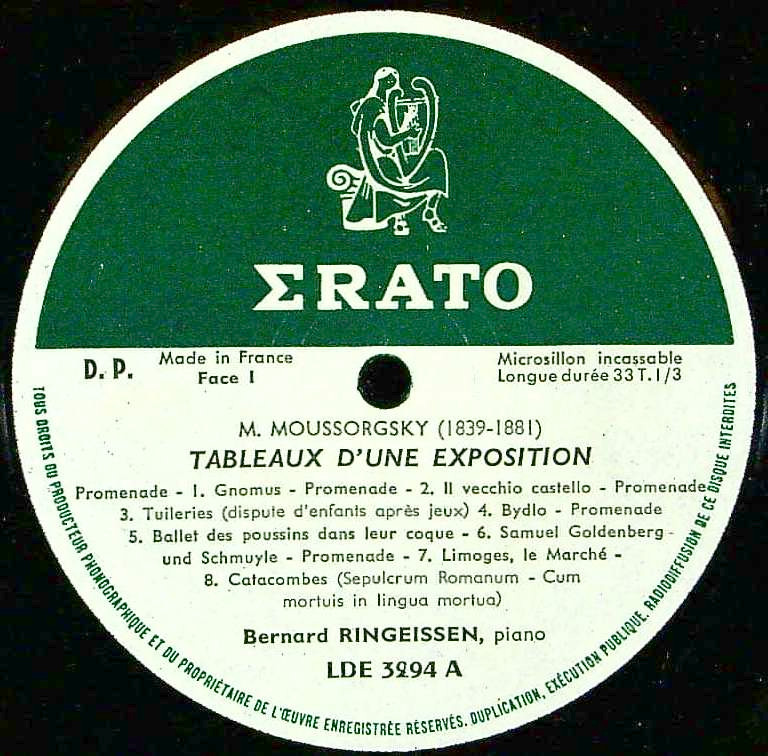 ΣRATO
D. P.
Made in France
Face 1
Microsillon incassable
Longue durée 33 T. 1/3
M. MOUSSORGSKY (1839-1881)
TABLEAUX D'UNE EXPOSITION
Promenade - 1. Gnomus - Promenade - 2. Il vecchio castello - Promenade
3. Tuileries (dispute d'enfants après jeux) 4. Bydlo - Promenade
5. Ballet des poussins dans leur coque - 6. Samuel Goldenberg -
und Schmuyle - Promenade - 7. Limoges, le Marché -
8. Catacombes (Sepulcrum Romanum - Cum
mortuis in lingua mortua)
Bernard RINGEISSEN, piano
LDE 3294 A
TOUS DROITS DU PRODUCTEUR PHONOGRAPHIQUE ET DU PROPRIÉTAIRE DE L'ŒUVRE ENREGISTRÉE RÉSERVÉS. DUPLICATION, EXÉCUTION PUBLIQUE, RADIODIFFUSION DE CE DISQUE INTERDITES